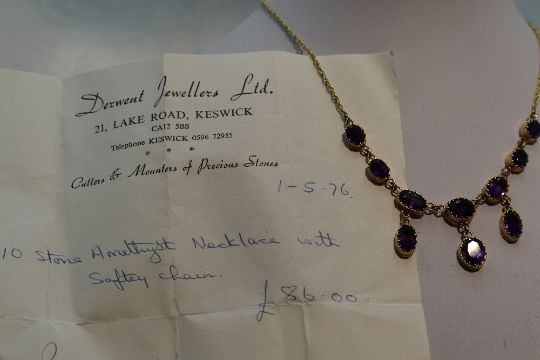 Derwent Jewellers Ltd.
21, LAKE ROAD, KESWICK
CA12 5BS
Telephone KESWICK 0596 72955
* * *
Cutters & Mounters of Precious Stones
1-5-76.
10 Stone Amethyst Necklace with
Saftey chain.
£86.00